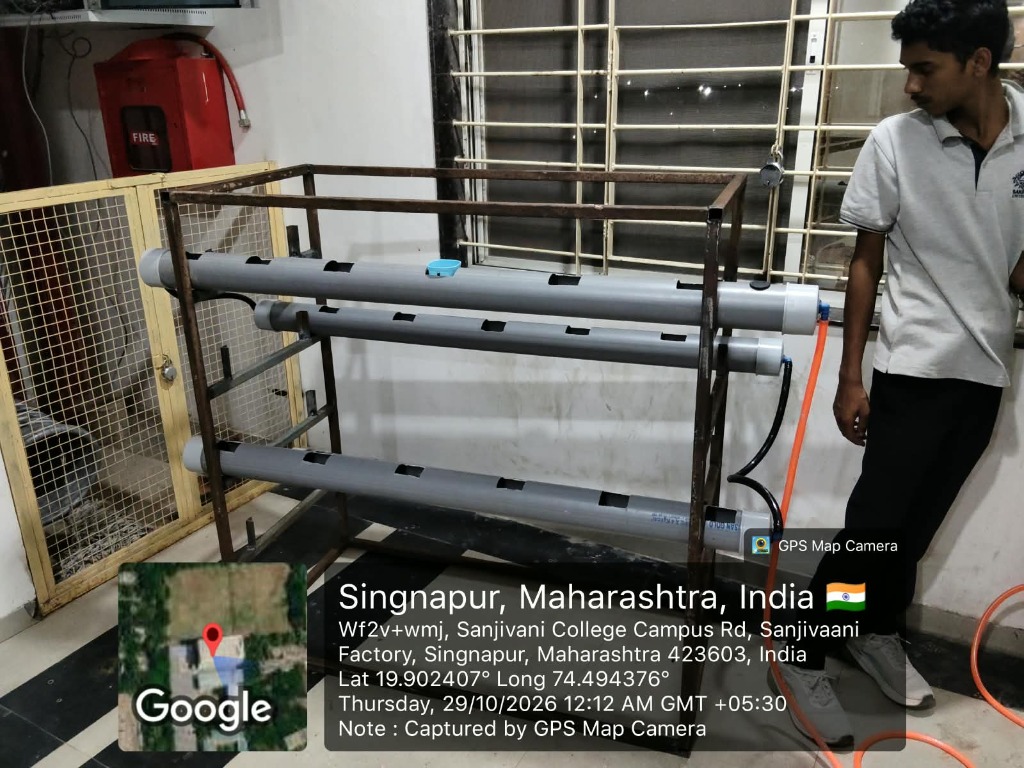 FIRE
GPS Map Camera
Singnapur, Maharashtra, India 🇮🇳
Wf2v+wmj, Sanjivani College Campus Rd, Sanjivaani
Factory, Singnapur, Maharashtra 423603, India
Lat 19.902407° Long 74.494376°
Thursday, 29/10/2026 12:12 AM GMT +05:30
Note : Captured by GPS Map Camera
Google